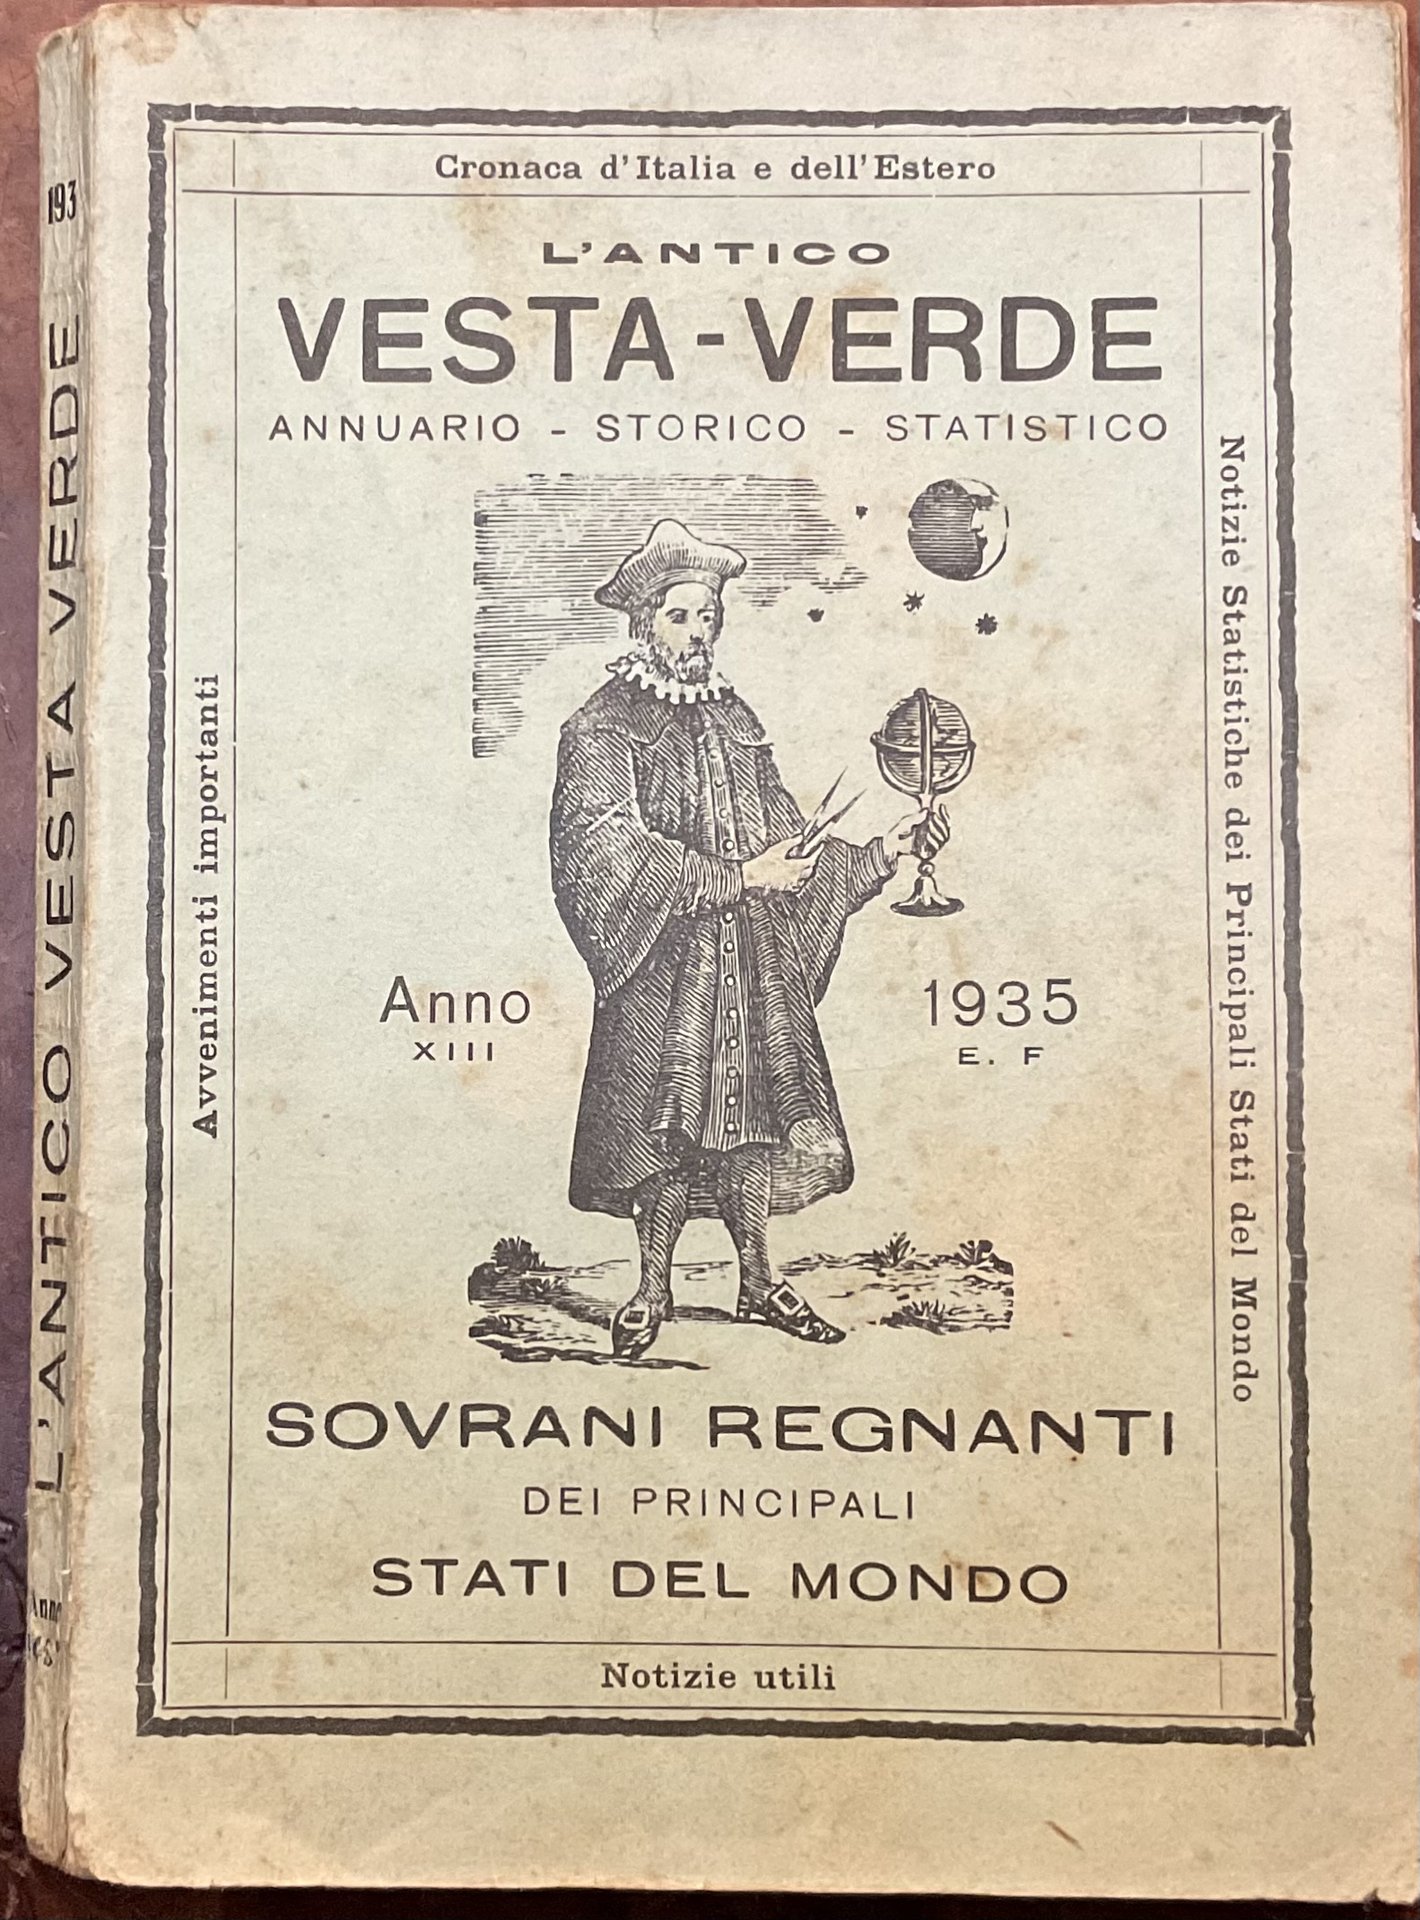 Cronaca d'Italia e dell'Estero
L'ANTICO
VESTA-VERDE
ANNUARIO - STORICO - STATISTICO
Anno 1935
XIII E. F
SOVRANI REGNANTI
DEI PRINCIPALI
STATI DEL MONDO
Notizie utili
Avvenimenti importanti
Notizie Statistiche dei Principali Stati del Mondo
193
L'ANTICO VESTA VERDE